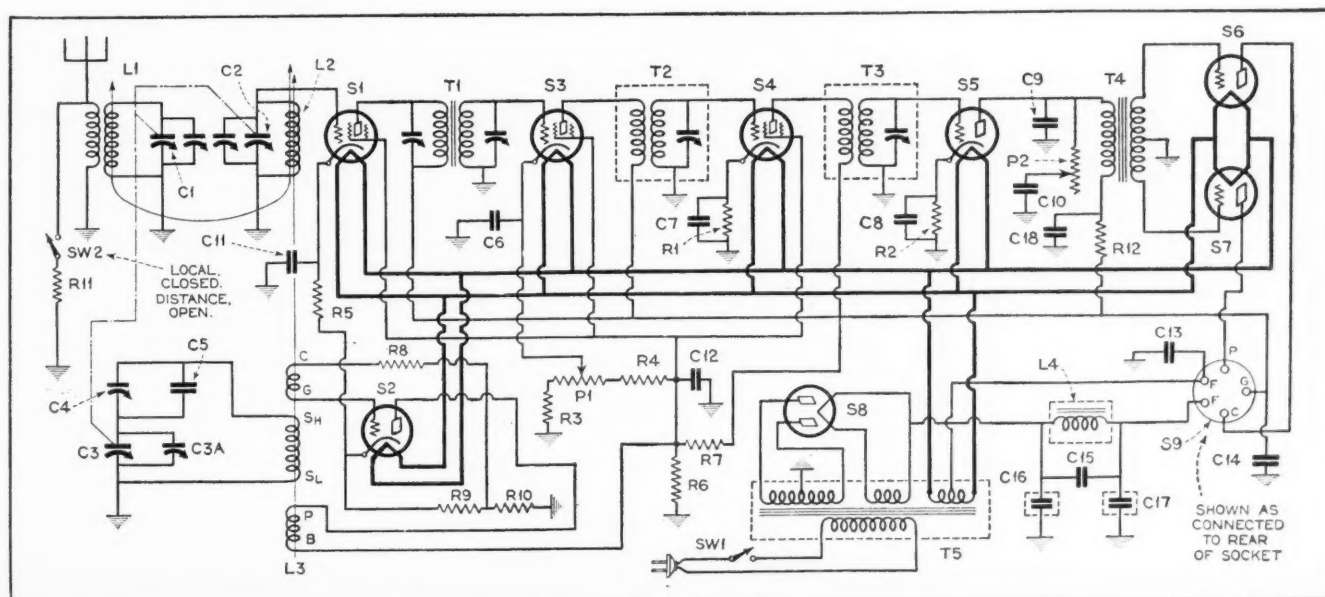 L1
C2
L2
S1
T1
S3
T2
S4
T3
S5
C9
T4
S6
C1
P2
C10
C18
R12
S7
C6
C7
R1
C8
R2
C11
SW2
R11
LOCAL.
CLOSED.
DISTANCE,
OPEN.
R5
C5
C
R8
G
S2
C4
SH
C3
C3A
SL
P1
R4
C12
R3
R7
R6
R9
R10
P
B
L3
S8
SW1
T5
L4
C13
P
F
G
F
C
S9
C16
C15
C17
C14
SHOWN AS
CONNECTED
TO REAR
OF SOCKET